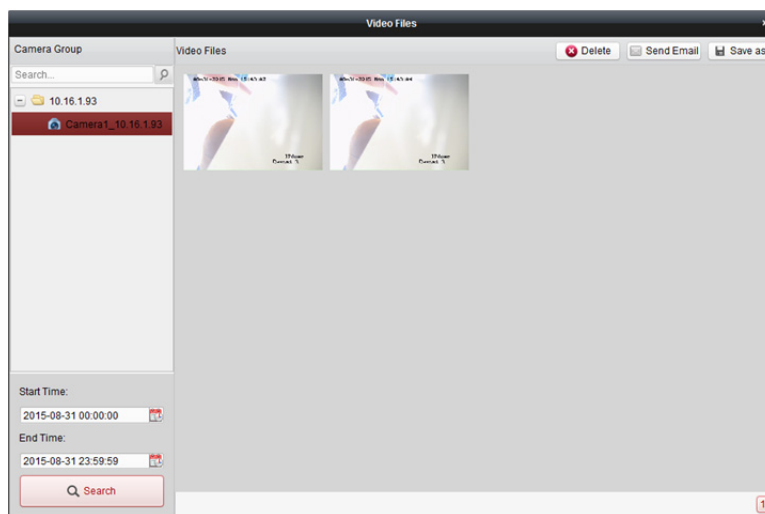 Video Files
Camera Group
Video Files
Delete
Send Email
Save as
Search...
10.16.1.93
Camera1_10.16.1.93
Start Time:
2015-08-31 00:00:00
End Time:
2015-08-31 23:59:59
Search
1